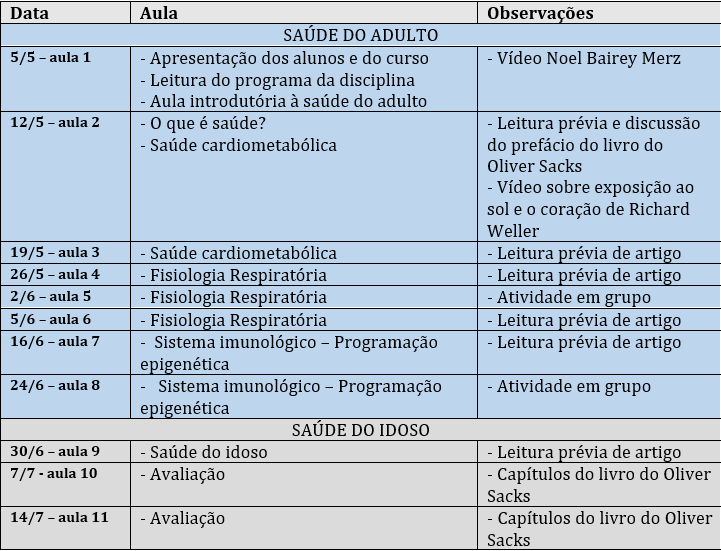 Data Aula Observações
SAÚDE DO ADULTO
5/5 – aula 1 - Apresentação dos alunos e do curso - Vídeo Noel Bairey Merz
- Leitura do programa da disciplina
- Aula introdutória à saúde do adulto
12/5 – aula 2 - O que é saúde? - Leitura prévia e discussão
- Saúde cardiometabólica do prefácio do livro do
Oliver Sacks
- Vídeo sobre exposição ao
sol e o coração de Richard
Weller
19/5 – aula 3 - Saúde cardiometabólica - Leitura prévia de artigo
26/5 – aula 4 - Fisiologia Respiratória - Leitura prévia de artigo
2/6 – aula 5 - Fisiologia Respiratória - Atividade em grupo
5/6 – aula 6 - Fisiologia Respiratória - Leitura prévia de artigo
16/6 – aula 7 - Sistema imunológico – Programação - Leitura prévia de artigo
epigenética
24/6 – aula 8 - Sistema imunológico – Programação - Atividade em grupo
epigenética
SAÚDE DO IDOSO
30/6 – aula 9 - Saúde do idoso - Leitura prévia de artigo
7/7 - aula 10 - Avaliação - Capítulos do livro do Oliver
Sacks
14/7 – aula 11 - Avaliação - Capítulos do livro do Oliver
Sacks